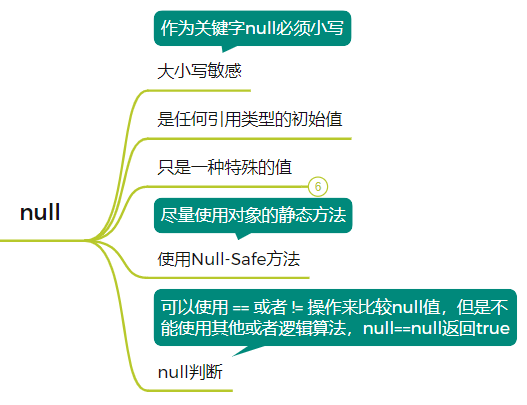 作为关键字null必须小写
大小写敏感
是任何引用类型的初始值
只是一种特殊的值
6
null
尽量使用对象的静态方法
使用Null-Safe方法
可以使用 == 或者 != 操作来比较null值，但是不
能使用其他或者逻辑算法，null==null返回true
null判断